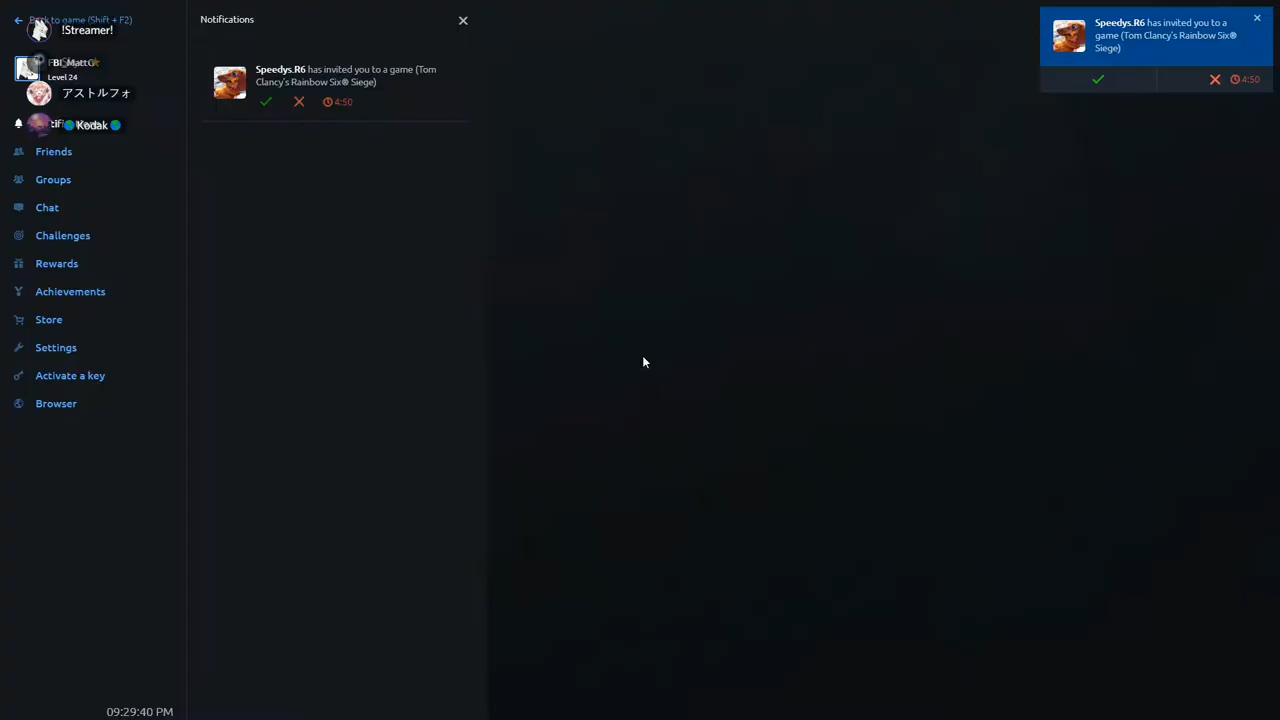 Back to game (Shift + F2)
!Streamer!
BI_MattG
Level 24
アストルフォ
Kodak
Friends
Groups
Chat
Challenges
Rewards
Achievements
Store
Settings
Activate a key
Browser
09:29:40 PM
Notifications
Speedys.R6 has invited you to a game (Tom
Clancy's Rainbow Six® Siege)
4:50
Speedys.R6 has invited you to a
game (Tom Clancy's Rainbow Six®
Siege)
4:50